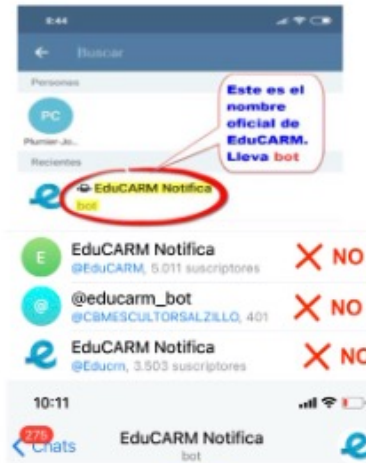 8:44
Buscar
Personas
PC
Plumier-Jo...
Recientes
Este es el
nombre
oficial de
EduCARM.
Lleva bot
EduCARM Notifica
bot
E
EduCARM Notifica
@EduCARM, 5.011 suscriptores
NO
@educarm_bot
@CBMESCULTORSALZILLO, 401
NO
EduCARM Notifica
@Educrm, 3.503 suscriptores
NO
10:11
275
Chats
EduCARM Notifica
bot